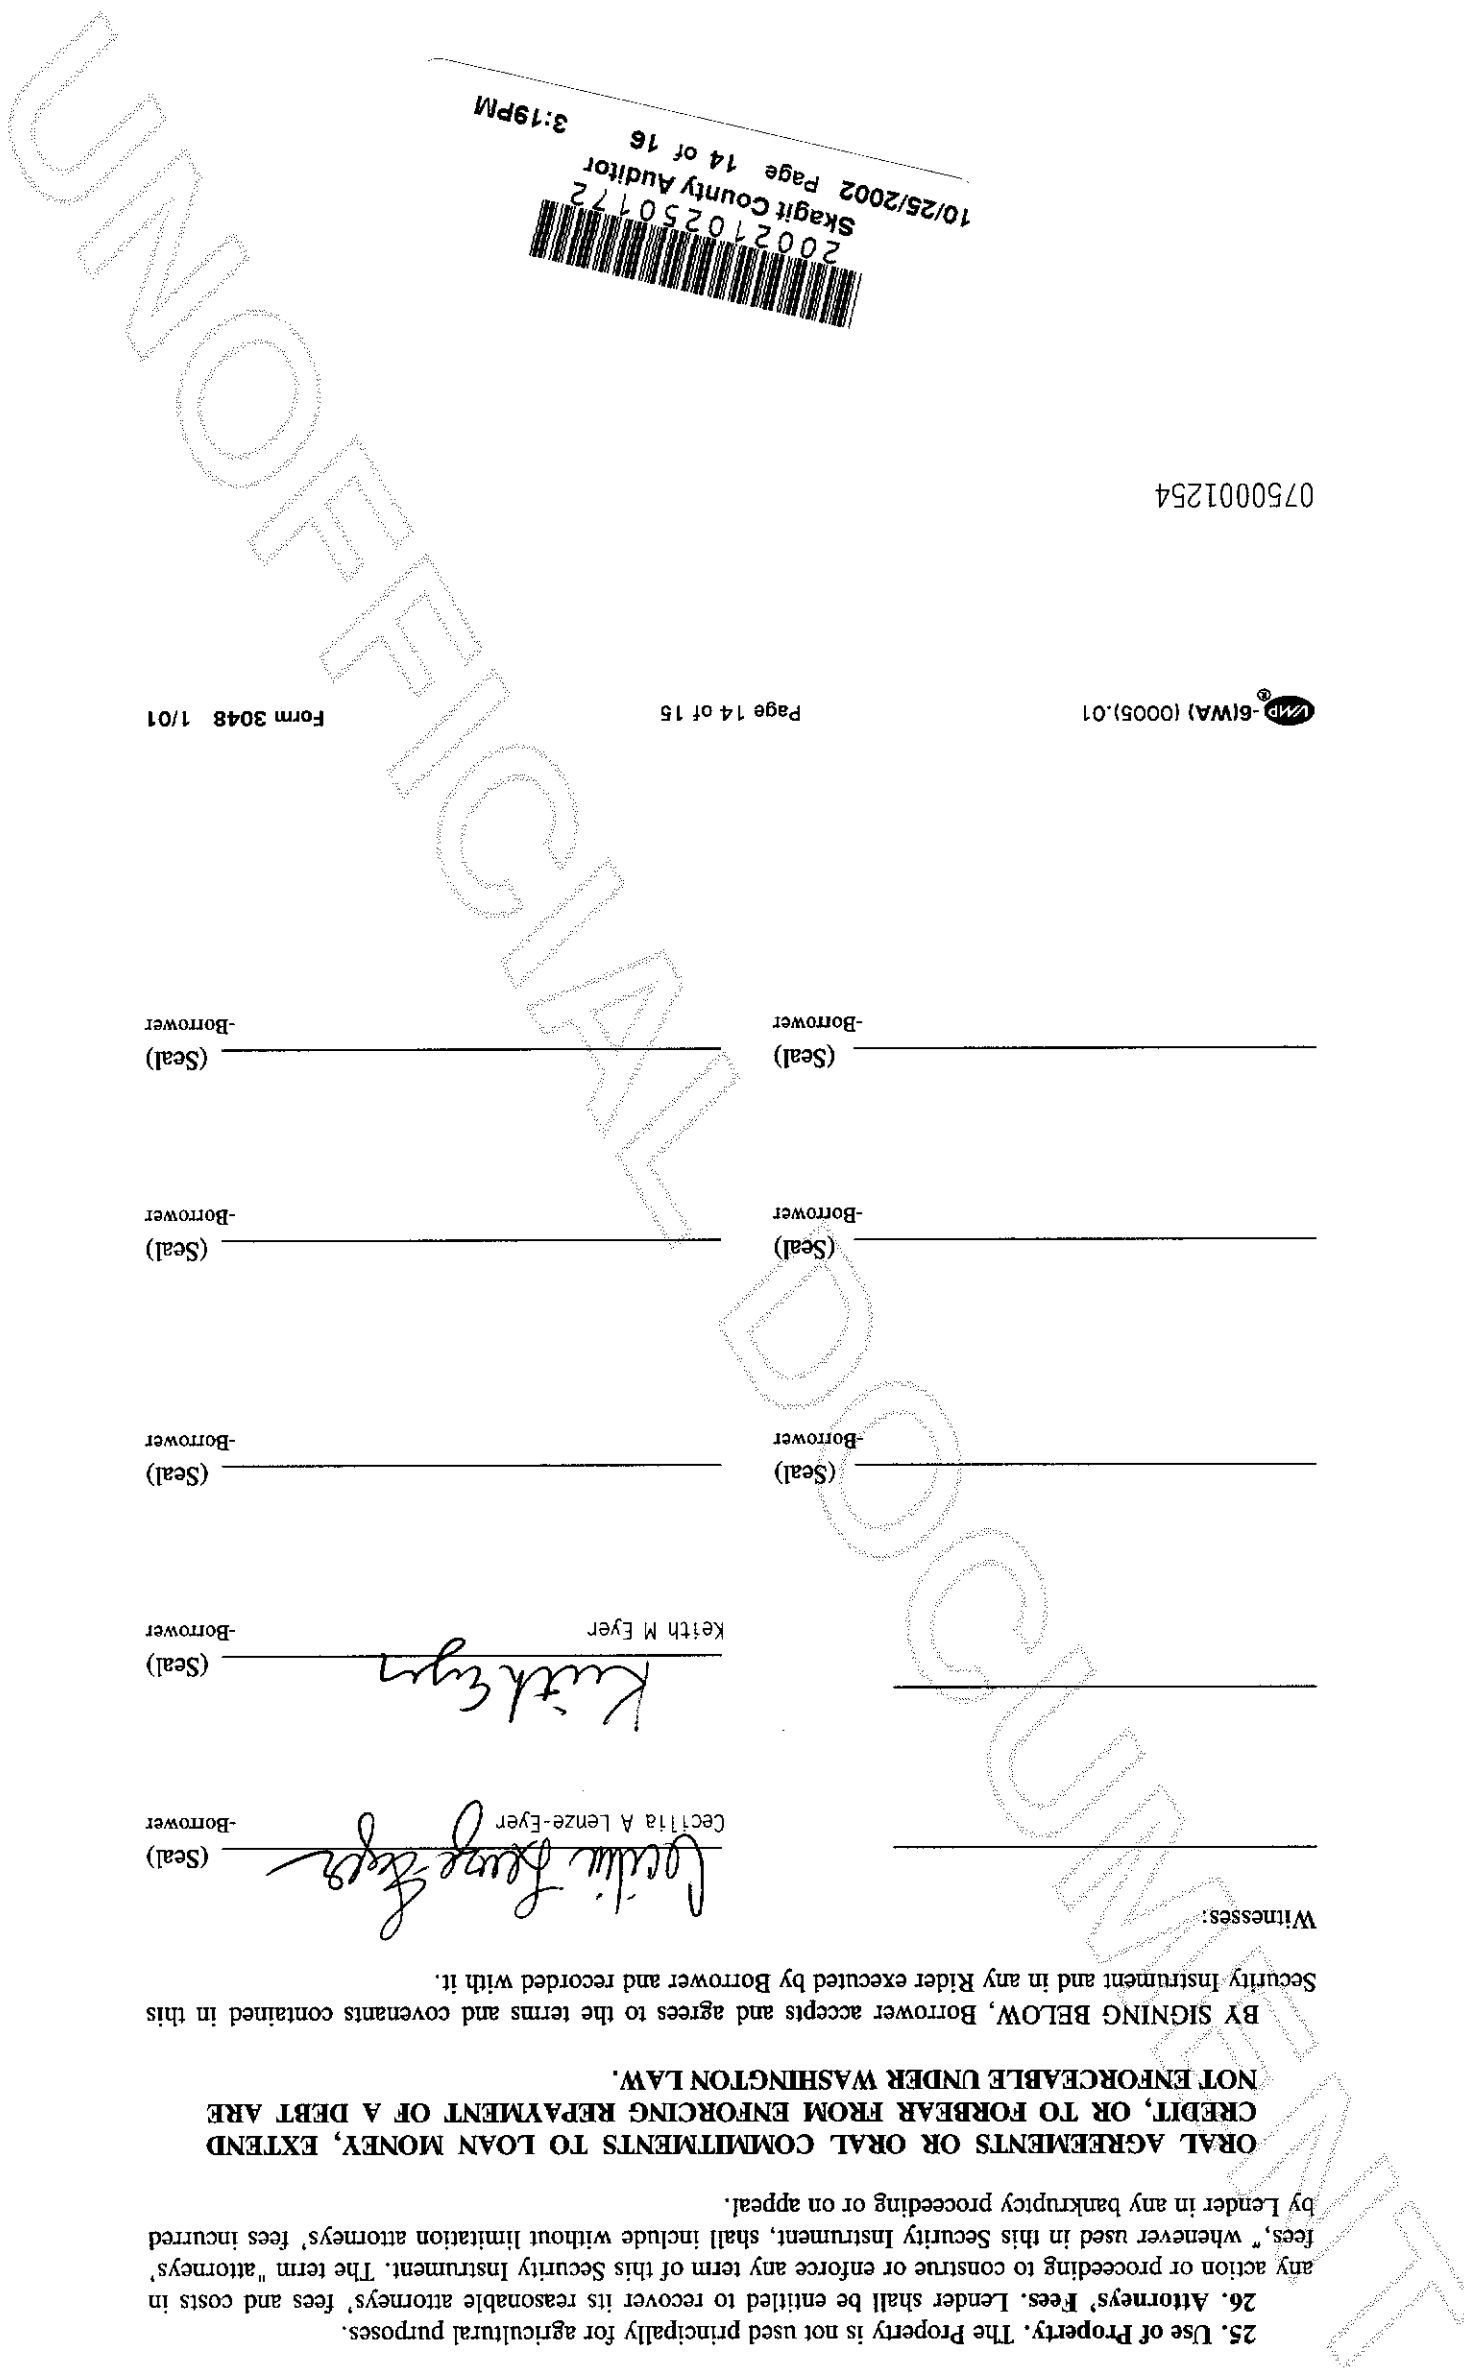 25. Use of Property. The Property is not used principally for agricultural purposes.
26. Attorneys' Fees. Lender shall be entitled to recover its reasonable attorneys' fees and costs in
any action or proceeding to construe or enforce any term of this Security Instrument. The term "attorneys'
fees," whenever used in this Security Instrument, shall include without limitation attorneys' fees incurred
by Lender in any bankruptcy proceeding or on appeal.
ORAL AGREEMENTS OR ORAL COMMITMENTS TO LOAN MONEY, EXTEND
CREDIT, OR TO FORBEAR FROM ENFORCING REPAYMENT OF A DEBT ARE
NOT ENFORCEABLE UNDER WASHINGTON LAW.
BY SIGNING BELOW, Borrower accepts and agrees to the terms and covenants contained in this
Security Instrument and in any Rider executed by Borrower and recorded with it.
Witnesses:
Cecilia Lenze-Eyer (Seal)
Cecilia A Lenze-Eyer -Borrower
Keith Eyer (Seal)
Keith M Eyer -Borrower
(Seal) (Seal)
-Borrower -Borrower
(Seal) (Seal)
-Borrower -Borrower
(Seal) (Seal)
-Borrower -Borrower
VMP®-6(WA) (0005).01 Page 14 of 15 Form 3048 1/01
0750001254
200210250172
Skagit County Auditor
10/25/2002 Page 14 of 16 3:19PM
UNOFFICIAL DOCUMENT